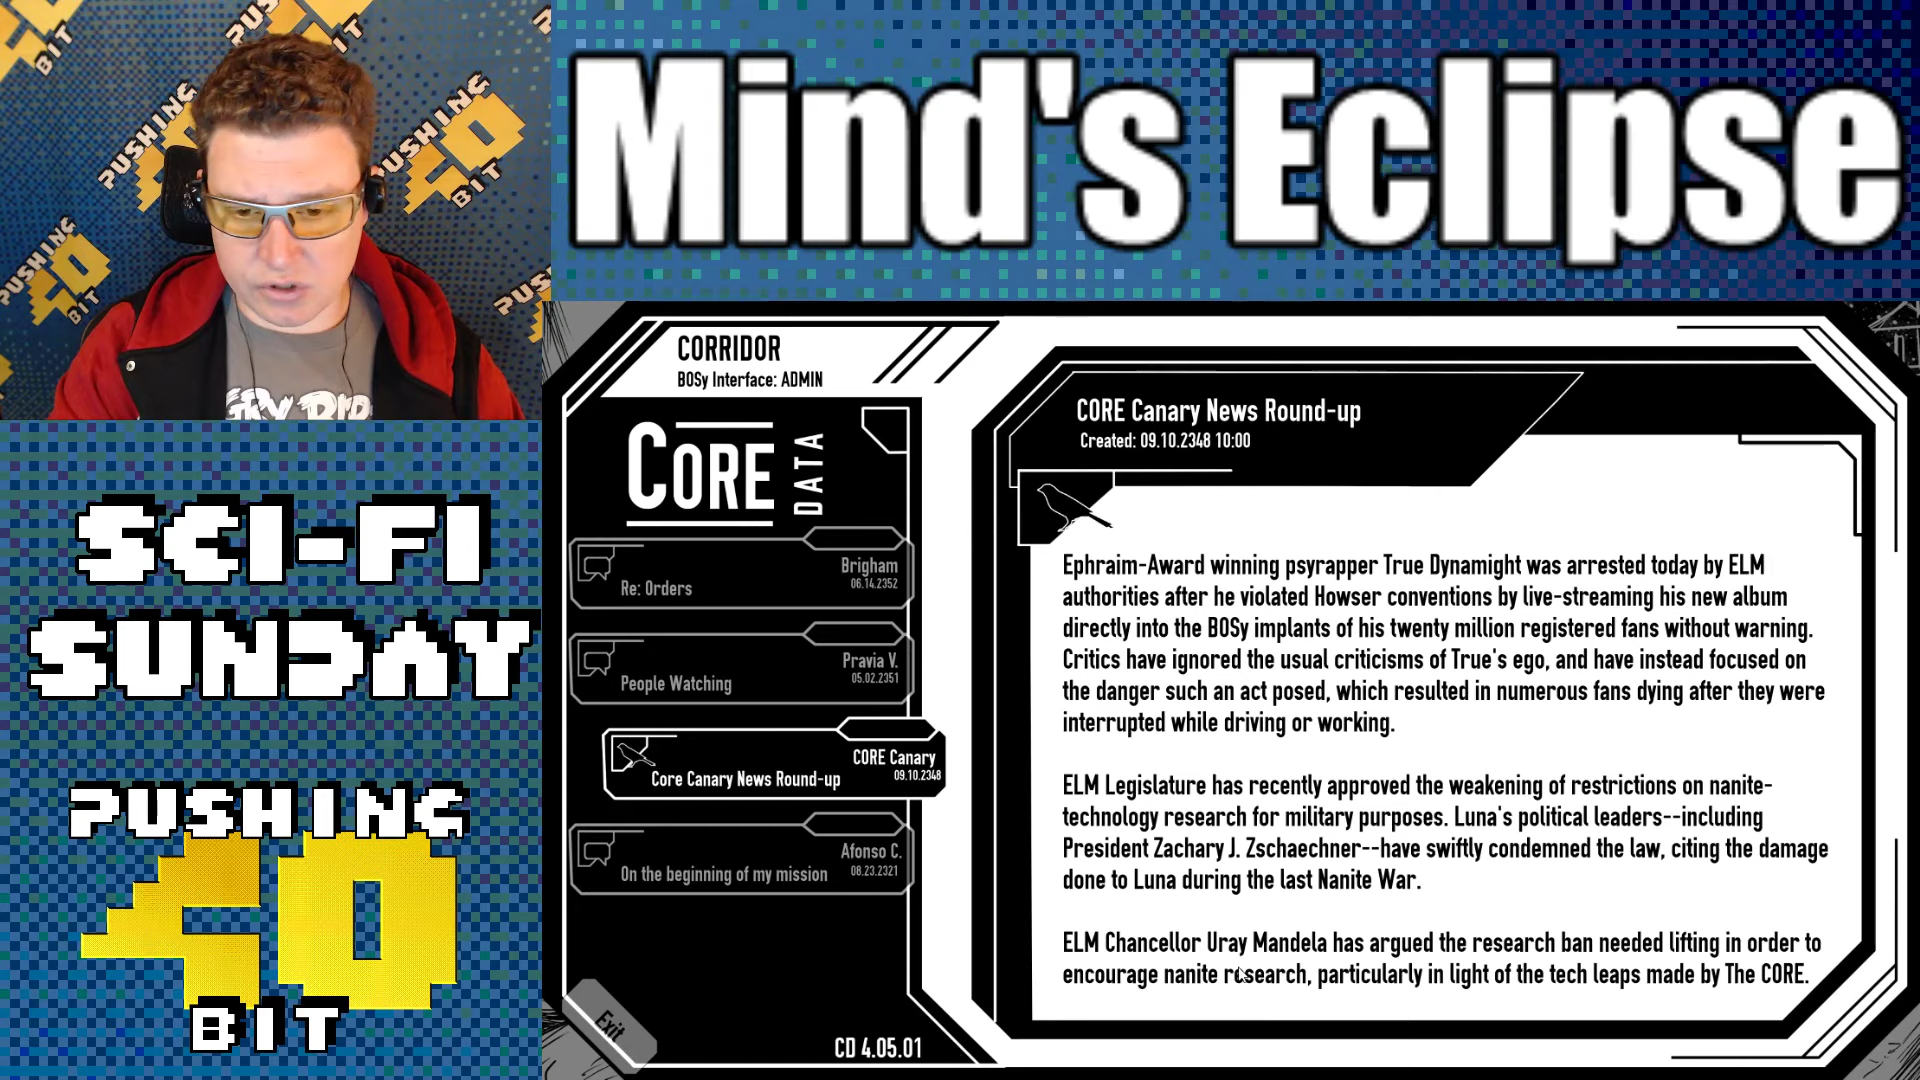 Mind's Eclipse
PUSHING
40
BIT
SCI-FI
SUNDAY
PUSHING
40
BIT
CORRIDOR
BOSy Interface: ADMIN
CORE
DATA
Brigham
06.14.2352
Re: Orders
Pravia V.
05.02.2351
People Watching
CORE Canary
09.10.2348
Core Canary News Round-up
Afonso C.
08.23.2321
On the beginning of my mission
Exit
CD 4.05.01
CORE Canary News Round-up
Created: 09.10.2348 10:00
Ephraim-Award winning psyrapper True Dynamight was arrested today by ELM
authorities after he violated Howser conventions by live-streaming his new album
directly into the BOSy implants of his twenty million registered fans without warning.
Critics have ignored the usual criticisms of True's ego, and have instead focused on
the danger such an act posed, which resulted in numerous fans dying after they were
interrupted while driving or working.
ELM Legislature has recently approved the weakening of restrictions on nanite-
technology research for military purposes. Luna's political leaders--including
President Zachary J. Zschaechner--have swiftly condemned the law, citing the damage
done to Luna during the last Nanite War.
ELM Chancellor Uray Mandela has argued the research ban needed lifting in order to
encourage nanite research, particularly in light of the tech leaps made by The CORE.